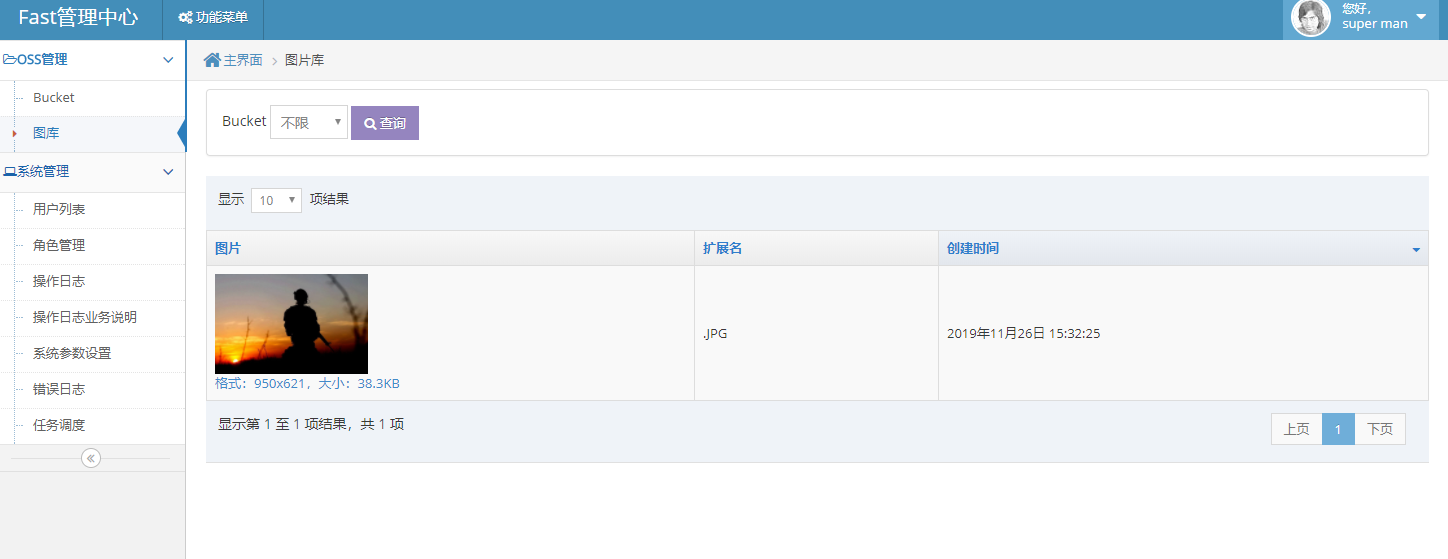 Fast管理中心
功能菜单
您好，
super man
OSS管理
Bucket
图库
系统管理
用户列表
角色管理
操作日志
操作日志业务说明
系统参数设置
错误日志
任务调度
主界面
图片库
Bucket 不限 查询
显示 10 项结果
图片 扩展名 创建时间
.JPG 2019年11月26日 15:32:25
格式：950x621，大小：38.3KB
显示第 1 至 1 项结果，共 1 项
上页 1 下页